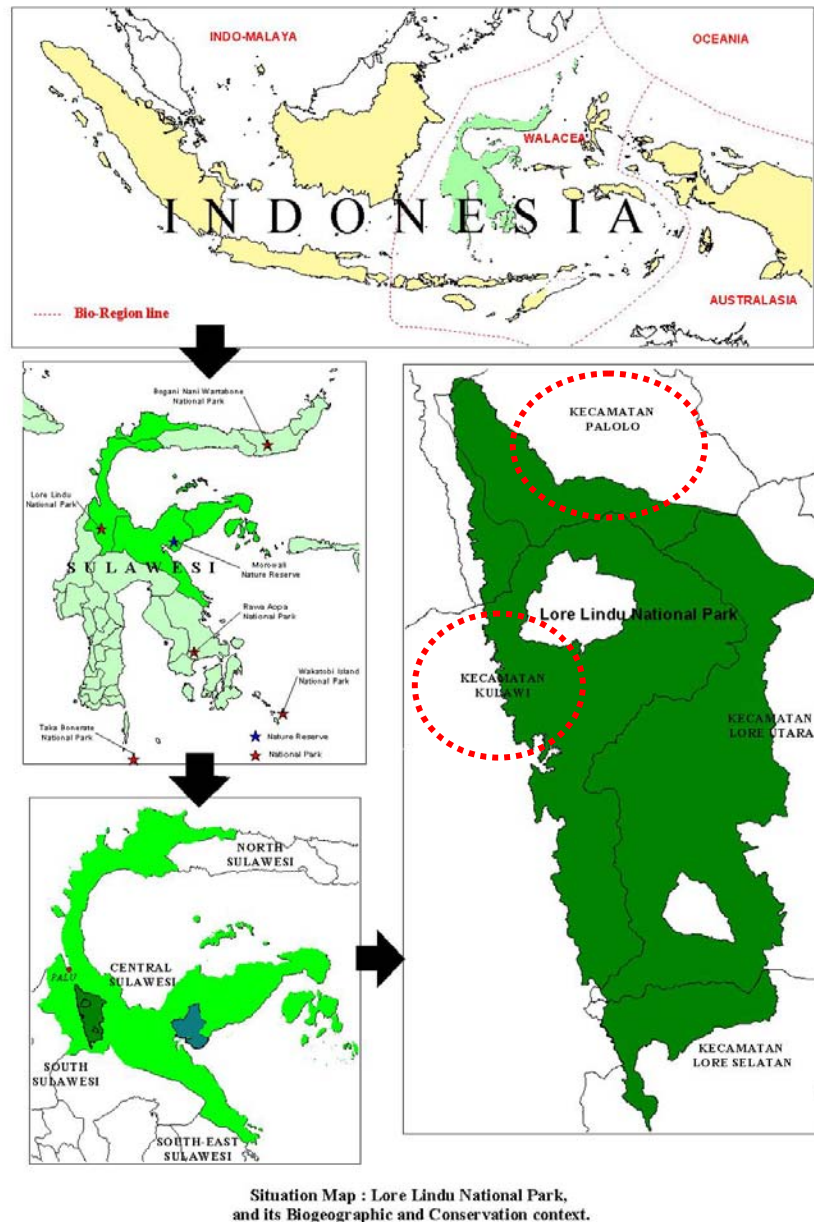 INDO-MALAYA
OCEANIA
WALACEA
INDONESIA
AUSTRALASIA
Bio-Region line
Bogani Nani Wartabone
National Park
Lore Lindu
National Park
SULAWESI
Morowali
Nature Reserve
Rawa Aopa
National Park
Wakatobi Island
National Park
Taka Bonerate
National Park
Nature Reserve
National Park
KECAMATAN
PALOLO
Lore Lindu National Park
KECAMATAN
KULAWI
KECAMATAN
LORE UTARA
KECAMATAN
LORE SELATAN
NORTH
SULAWESI
PALU
CENTRAL
SULAWESI
SOUTH
SULAWESI
SOUTH-EAST
SULAWESI
Situation Map : Lore Lindu National Park,
and its Biogeographic and Conservation context.